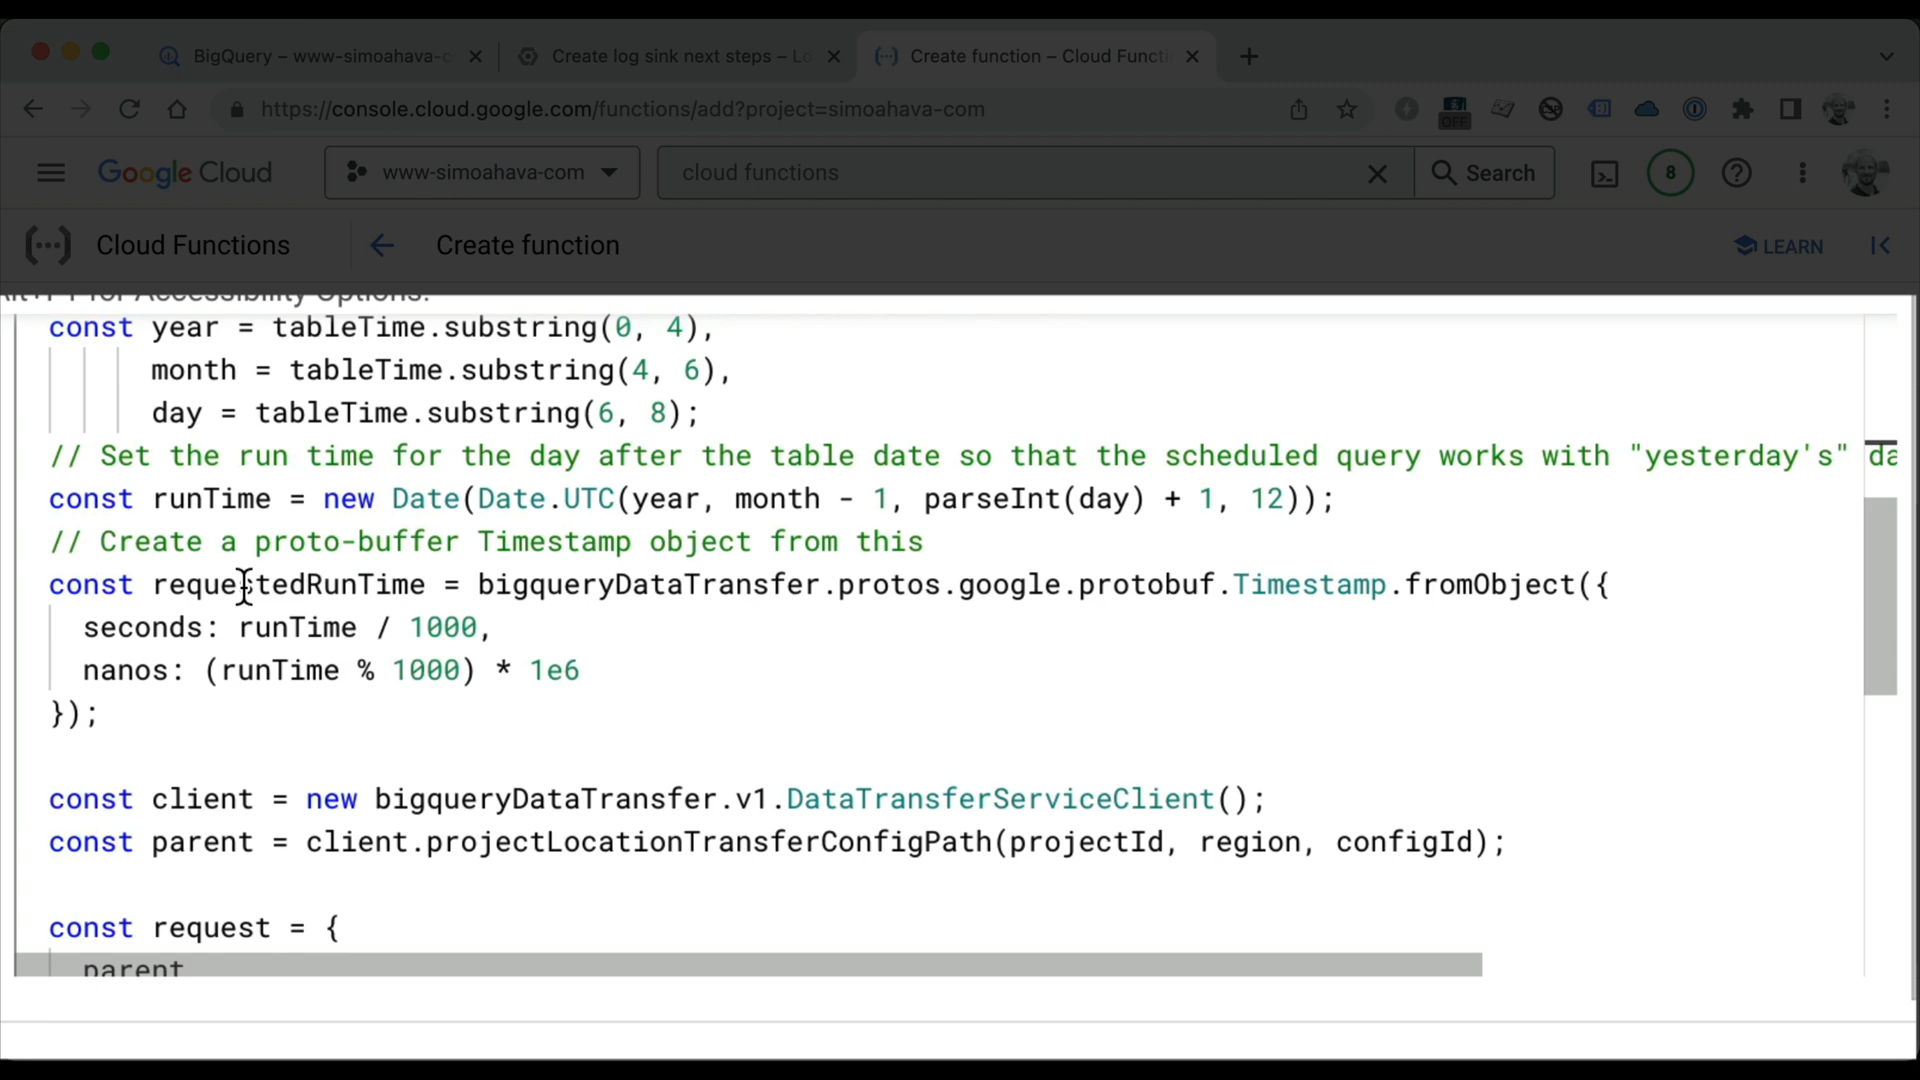 BigQuery – www-simoahava-c
Create log sink next steps – Lo
Create function – Cloud Functi
https://console.cloud.google.com/functions/add?project=simoahava-com
OFF
Google Cloud
www-simoahava-com
cloud functions
Search
8
Cloud Functions
Create function
LEARN
Accessibility Options.
const year = tableTime.substring(0, 4),
month = tableTime.substring(4, 6),
day = tableTime.substring(6, 8);
// Set the run time for the day after the table date so that the scheduled query works with "yesterday's" da
const runTime = new Date(Date.UTC(year, month - 1, parseInt(day) + 1, 12));
// Create a proto-buffer Timestamp object from this
const requestedRunTime = bigqueryDataTransfer.protos.google.protobuf.Timestamp.fromObject({
seconds: runTime / 1000,
nanos: (runTime % 1000) * 1e6
});
const client = new bigqueryDataTransfer.v1.DataTransferServiceClient();
const parent = client.projectLocationTransferConfigPath(projectId, region, configId);
const request = {
parent